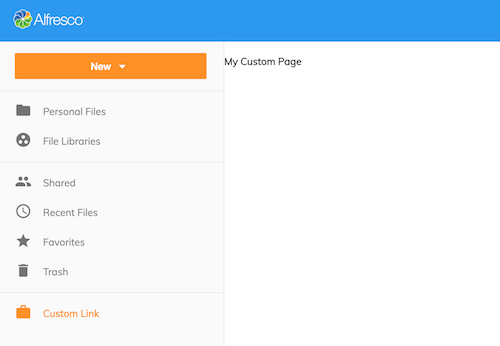 Alfresco
New
My Custom Page
Personal Files
File Libraries
Shared
Recent Files
Favorites
Trash
Custom Link